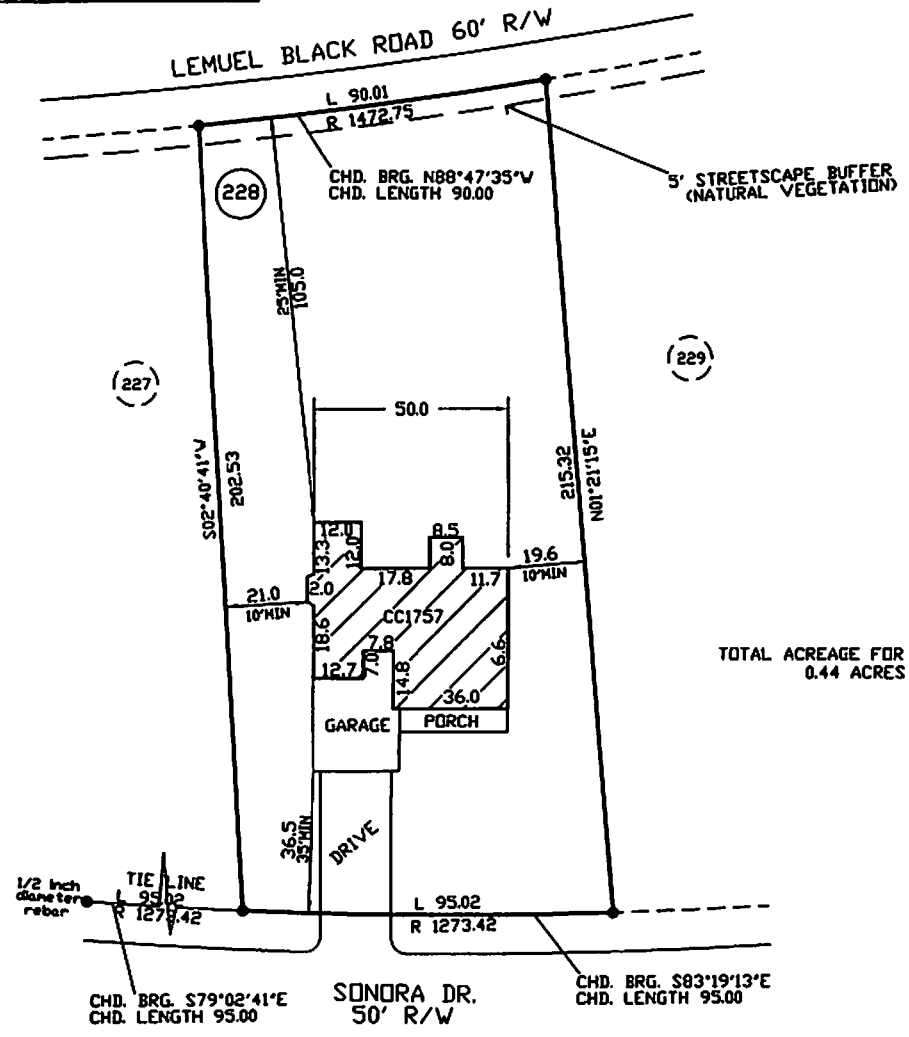 LEMUEL BLACK ROAD 60' R/W
L 90.01
R 1472.75
CHD. BRG. N88°47'35"W
CHD. LENGTH 90.00
5' STREETSCAPE BUFFER
(NATURAL VEGETATION)
228
25'MIN
105.0
227
229
50.0
S02°40'41"W
202.53
215.32
N01°21'15"E
12.0
13.3
12.0
8.5
8.0
2.0
17.8
11.7
19.6
10'MIN
21.0
10'MIN
CC1757
18.6
7.8
7.0
12.7
14.8
6.6
36.0
TOTAL ACREAGE FOR
0.44 ACRES
GARAGE
PORCH
36.5
35'MIN
DRIVE
1/2 inch
diameter
rebar
TIE LINE
L 95.02
R 1273.42
L 95.02
R 1273.42
CHD. BRG. S79°02'41"E
CHD. LENGTH 95.00
SONORA DR.
50' R/W
CHD. BRG. S83°19'13"E
CHD. LENGTH 95.00